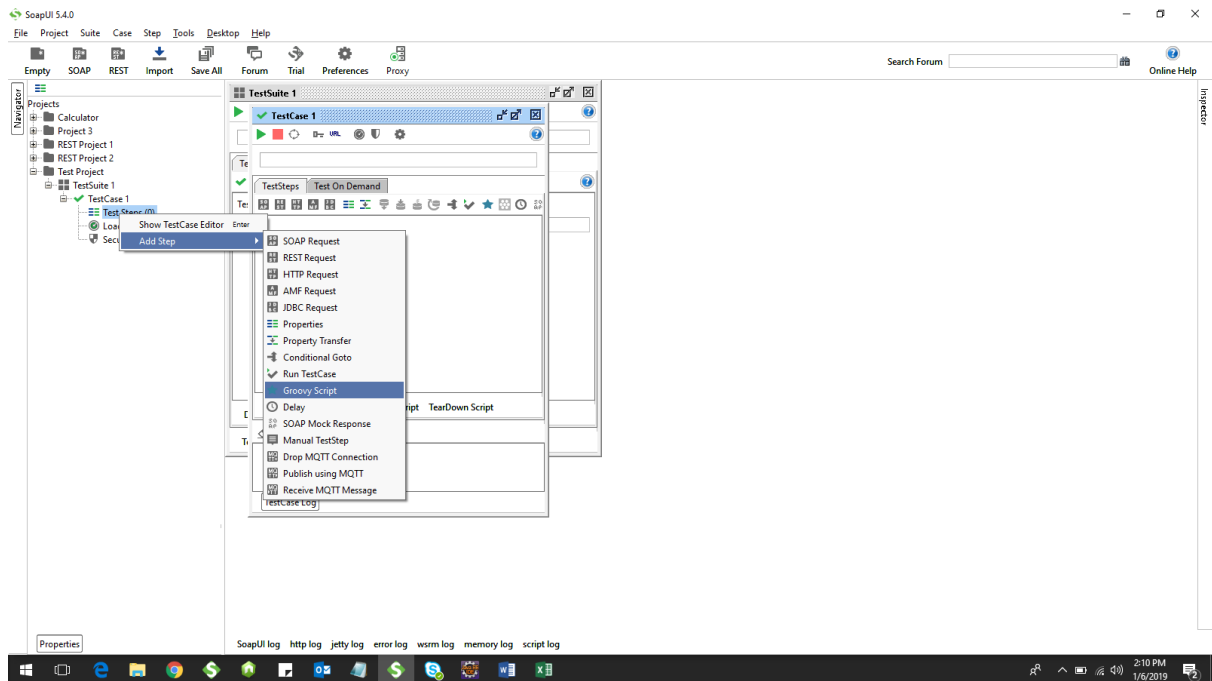 SoapUI 5.4.0
File Project Suite Case Step Tools Desktop Help
Empty SOAP REST Import Save All Forum Trial Preferences Proxy Search Forum Online Help
Navigator
Inspector
Projects
Calculator
Project 3
REST Project 1
REST Project 2
Test Project
TestSuite 1
TestCase 1
Test Steps (0)
Loa
Secu
TestSuite 1
TestCase 1
URL
Te
TestSteps Test On Demand
Te
Show TestCase Editor Enter
Add Step
SOAP Request
REST Request
HTTP Request
AMF Request
JDBC Request
Properties
Property Transfer
Conditional Goto
Run TestCase
Groovy Script
Delay
SOAP Mock Response
Manual TestStep
Drop MQTT Connection
Publish using MQTT
Receive MQTT Message
ript TearDown Script
TestCase Log
Properties
SoapUI log http log jetty log error log wsrm log memory log script log
2:10 PM
1/6/2019